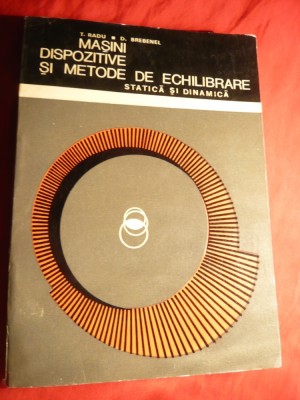 T. RADU ■ D. BREBENEL
MAȘINI
DISPOZITIVE
ȘI METODE DE ECHILIBRARE
STATICĂ ȘI DINAMICĂ